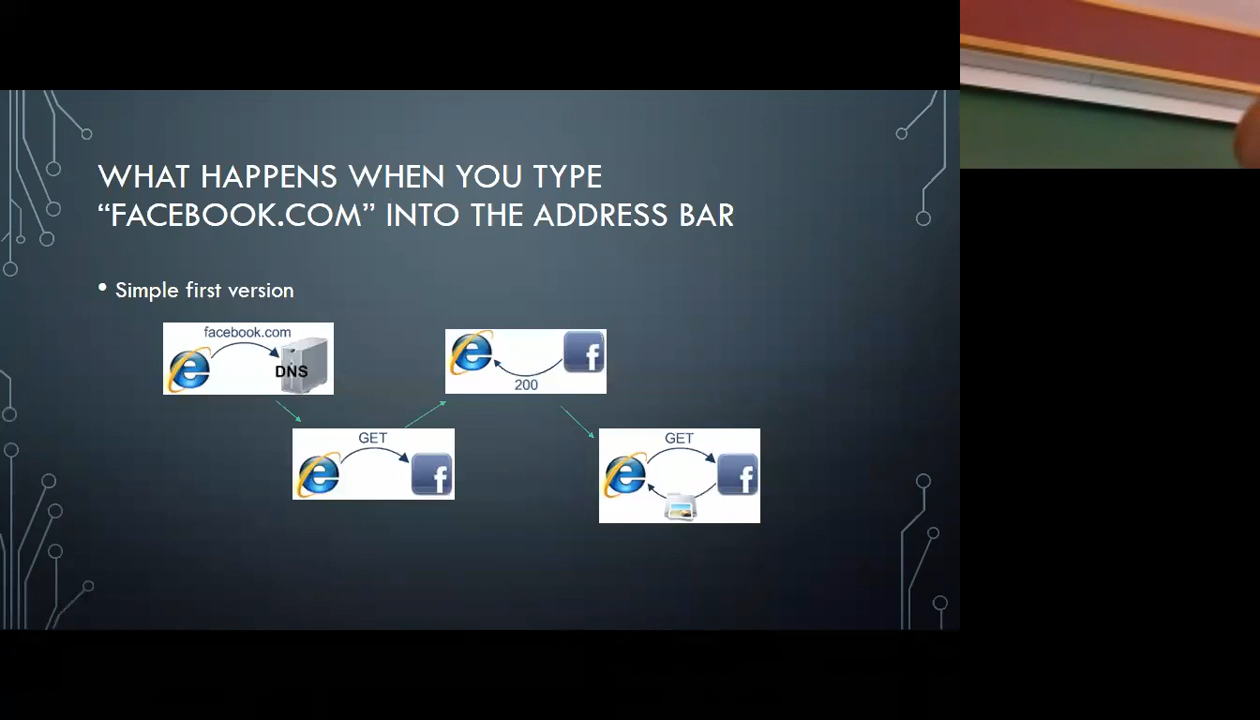 WHAT HAPPENS WHEN YOU TYPE
“FACEBOOK.COM” INTO THE ADDRESS BAR
• Simple first version
facebook.com
DNS
200
GET
GET